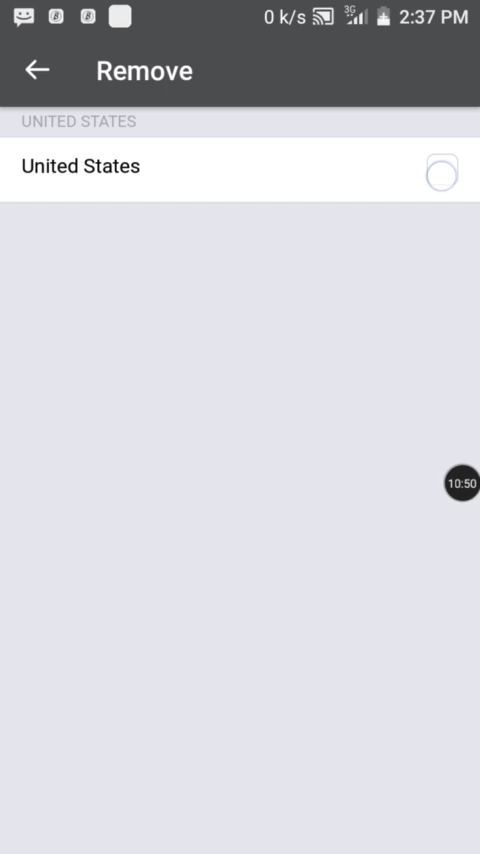 0 k/s 3G 2:37 PM
Remove
UNITED STATES
United States
10:50